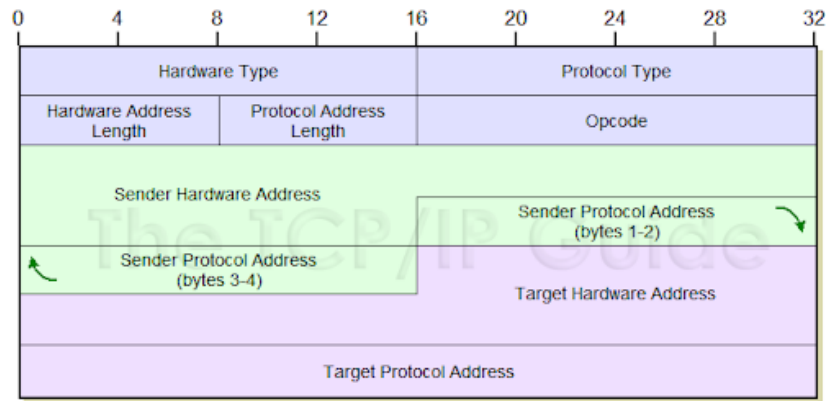 0 4 8 12 16 20 24 28 32
Hardware Type Protocol Type
Hardware Address
Length
Protocol Address
Length
Opcode
Sender Hardware Address
Sender Protocol Address
(bytes 1-2)
The TCP/IP Guide
Sender Protocol Address
(bytes 3-4)
Target Hardware Address
Target Protocol Address